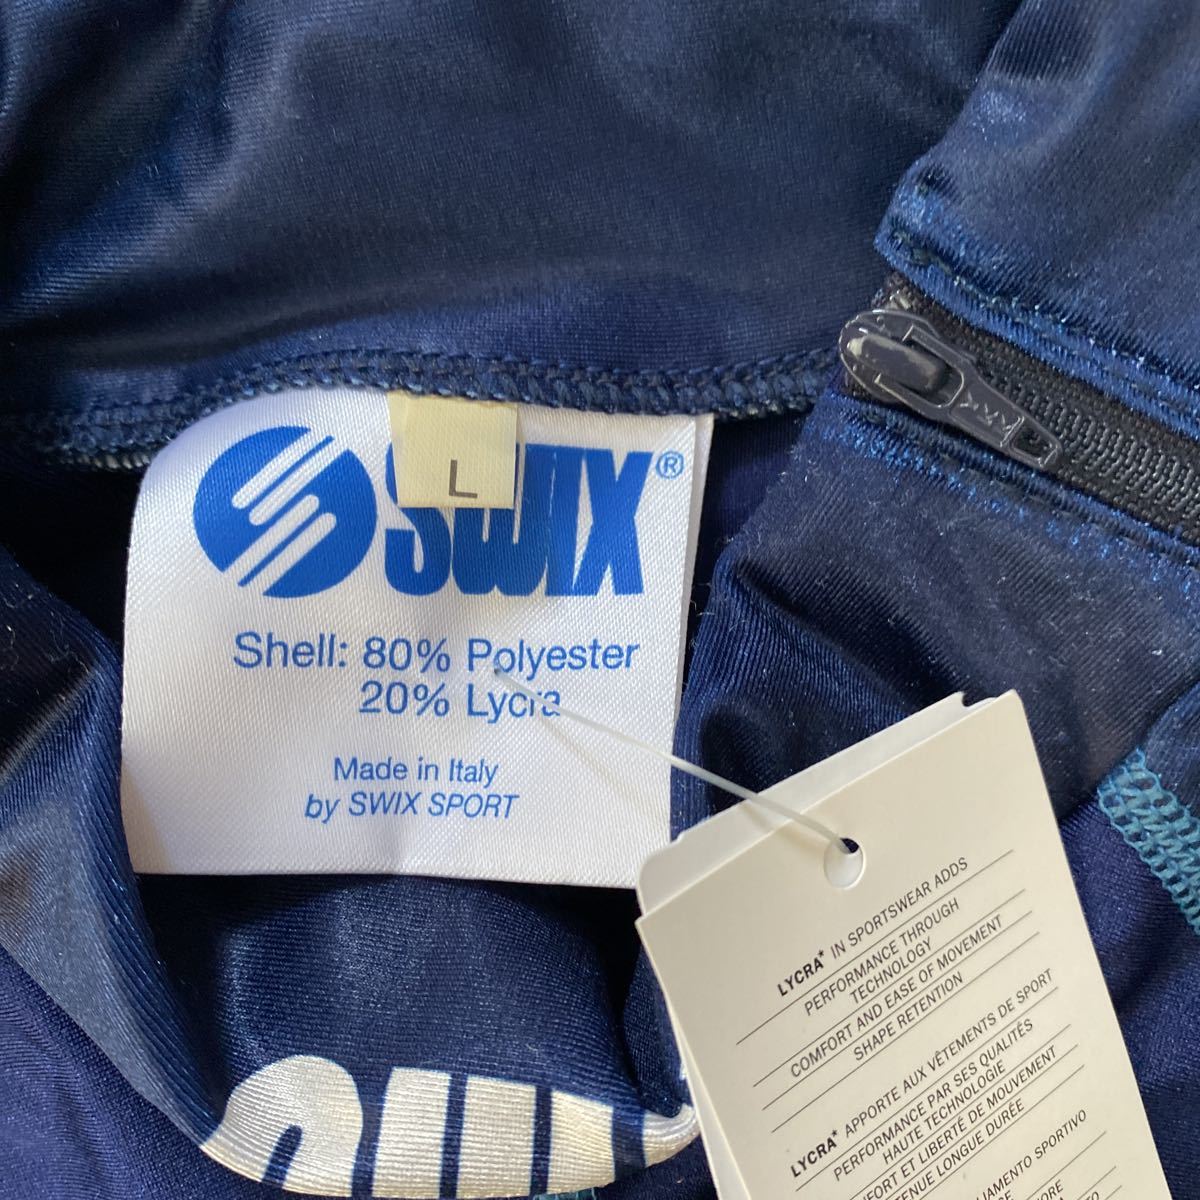 L
SWIX®
Shell: 80% Polyester
20% Lycra
Made in Italy
by SWIX SPORT
YKK
LYCRA* IN SPORTSWEAR ADDS
PERFORMANCE THROUGH
TECHNOLOGY
COMFORT AND EASE OF MOVEMENT
SHAPE RETENTION
LYCRA* APPORTE AUX VÊTEMENTS DE SPORT
PERFORMANCE PAR SES QUALITÉS
HAUTE TECHNOLOGIE
ET LIBERTÉ DE MOUVEMENT
LONGUE DURÉE
SPORTIVO